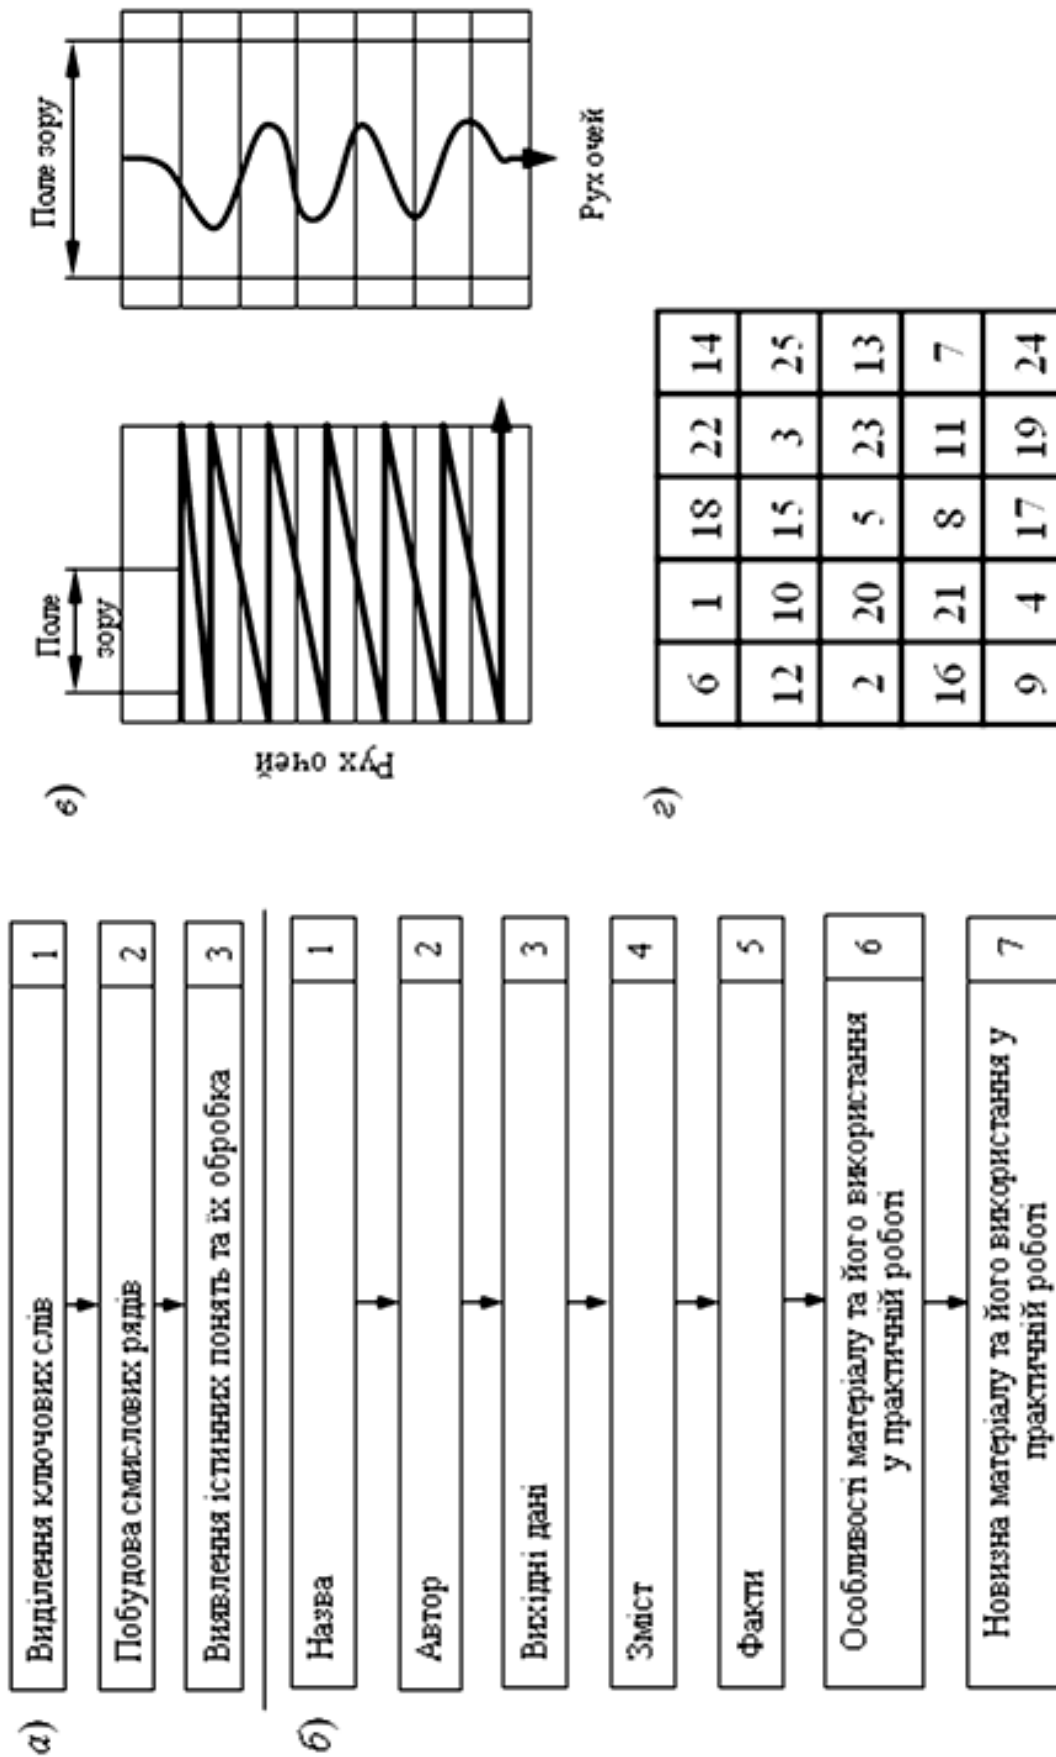 а)
Виділення ключових слів 1
Побудова смислових рядів 2
Виявлення істинних понять та їх обробка 3
б)
Назва 1
Автор 2
Вихідні дані 3
Зміст 4
Факти 5
Особливості матеріалу та його використання
у практичній роботі
6
Новизна матеріалу та його використання у
практичній роботі
7
в)
Поле
зору
Рух очей
Поле зору
Рух очей
г)
6 1 18 22 14
12 10 15 3 25
2 20 5 23 13
16 21 8 11 7
9 4 17 19 24